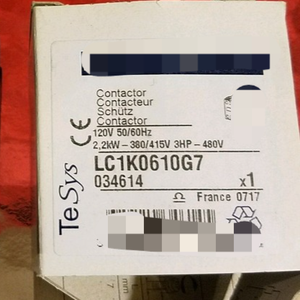 Contactor
Contacteur
Schütz
Contactor
CE
120V 50/60Hz
2,2kW-380/415V 3HP-480V
LC1K0610G7
034614
x1
France 0717
TeSys